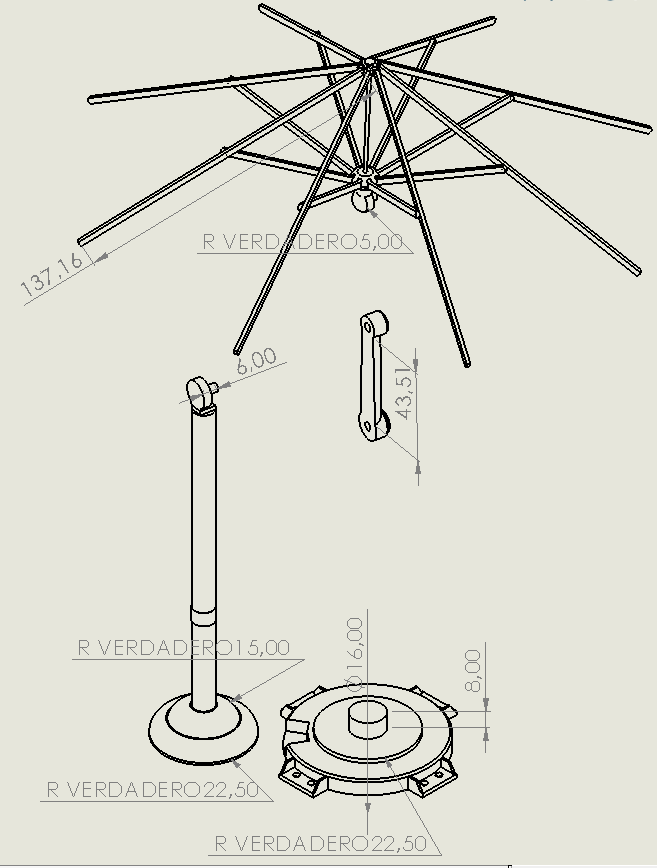 R VERDADERO5,00
137,16
6,00
43,51
R VERDADERO15,00
Ø16,00
8,00
R VERDADERO22,50
R VERDADERO22,50